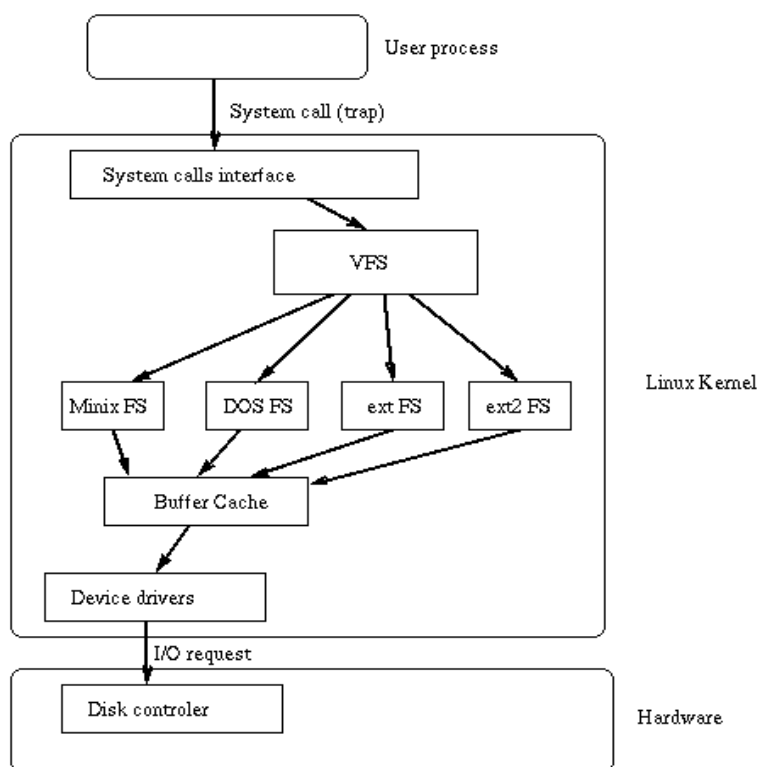 User process
System call (trap)
System calls interface
VFS
Linux Kernel
Minix FS
DOS FS
ext FS
ext2 FS
Buffer Cache
Device drivers
I/O request
Disk controler
Hardware